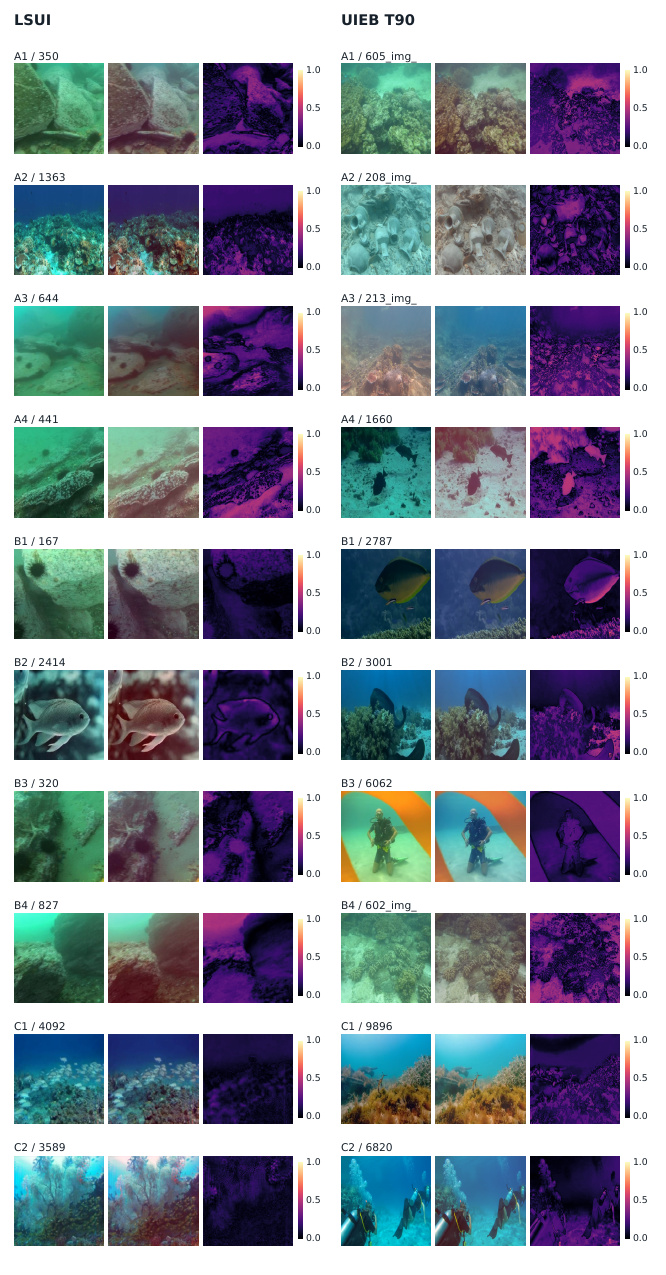 LSUI
A1 / 350
1.0
0.5
0.0
A2 / 1363
1.0
0.5
0.0
A3 / 644
1.0
0.5
0.0
A4 / 441
1.0
0.5
0.0
B1 / 167
1.0
0.5
0.0
B2 / 2414
1.0
0.5
0.0
B3 / 320
1.0
0.5
0.0
B4 / 827
1.0
0.5
0.0
C1 / 4092
1.0
0.5
0.0
C2 / 3589
1.0
0.5
0.0
UIEB T90
A1 / 605_img_
1.0
0.5
0.0
A2 / 208_img_
1.0
0.5
0.0
A3 / 213_img_
1.0
0.5
0.0
A4 / 1660
1.0
0.5
0.0
B1 / 2787
1.0
0.5
0.0
B2 / 3001
1.0
0.5
0.0
B3 / 6062
1.0
0.5
0.0
B4 / 602_img_
1.0
0.5
0.0
C1 / 9896
1.0
0.5
0.0
C2 / 6820
1.0
0.5
0.0